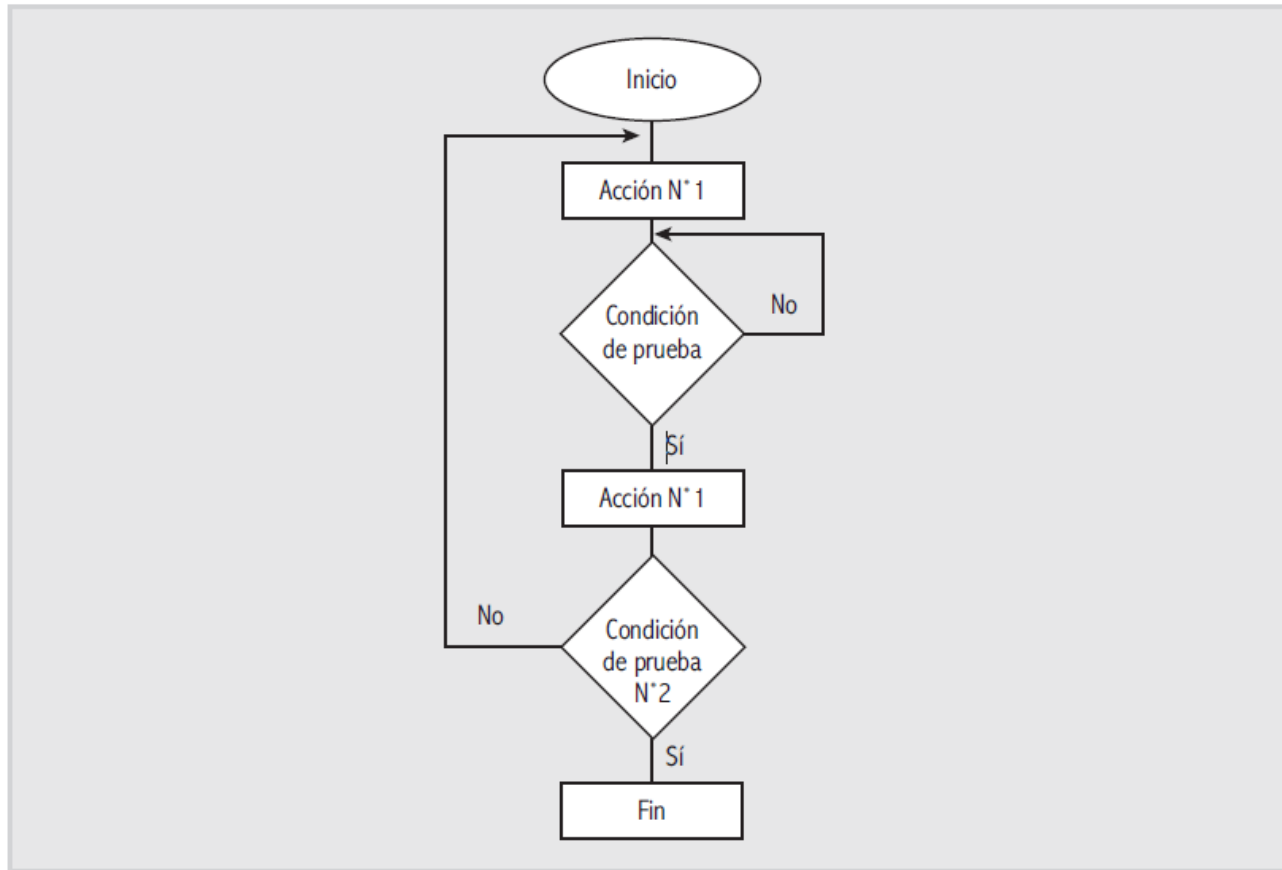 Inicio
Acción N° 1
No
Condición
de prueba
Sí
Acción N° 1
No
Condición
de prueba
N°2
Sí
Fin